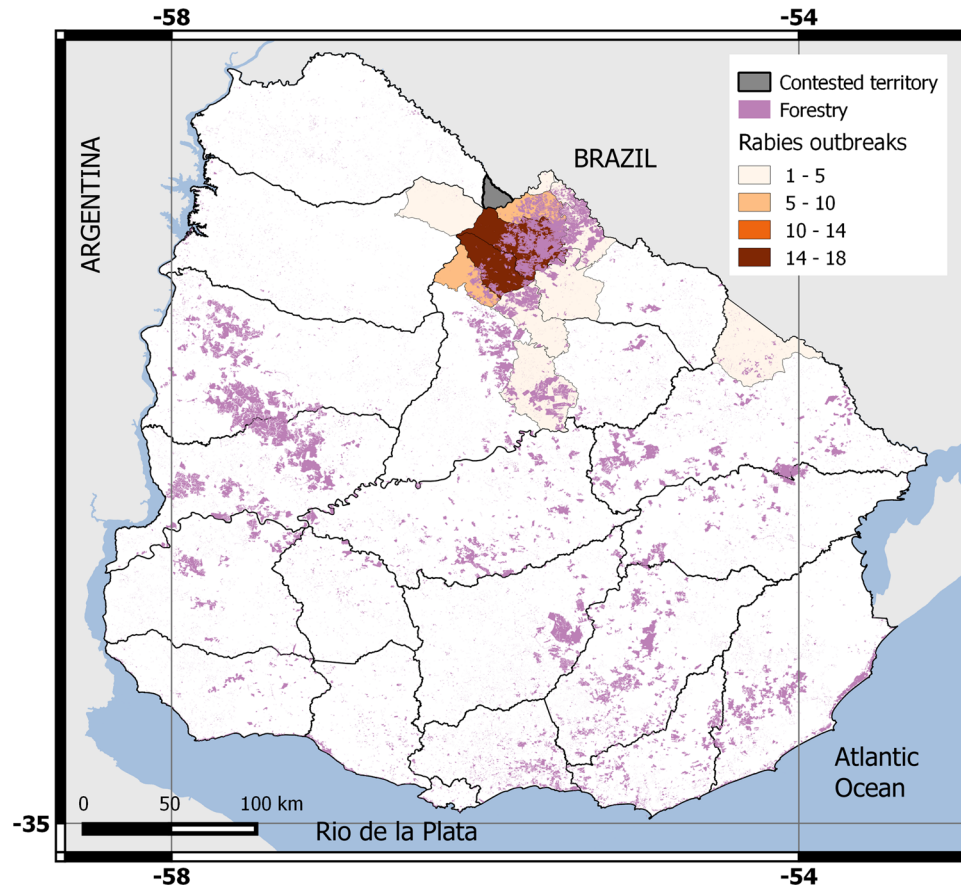 -58
-54
Contested territory
Forestry
Rabies outbreaks
1 - 5
5 - 10
10 - 14
14 - 18
BRAZIL
ARGENTINA
Atlantic
Ocean
0 50 100 km
Rio de la Plata
-35
-58
-54